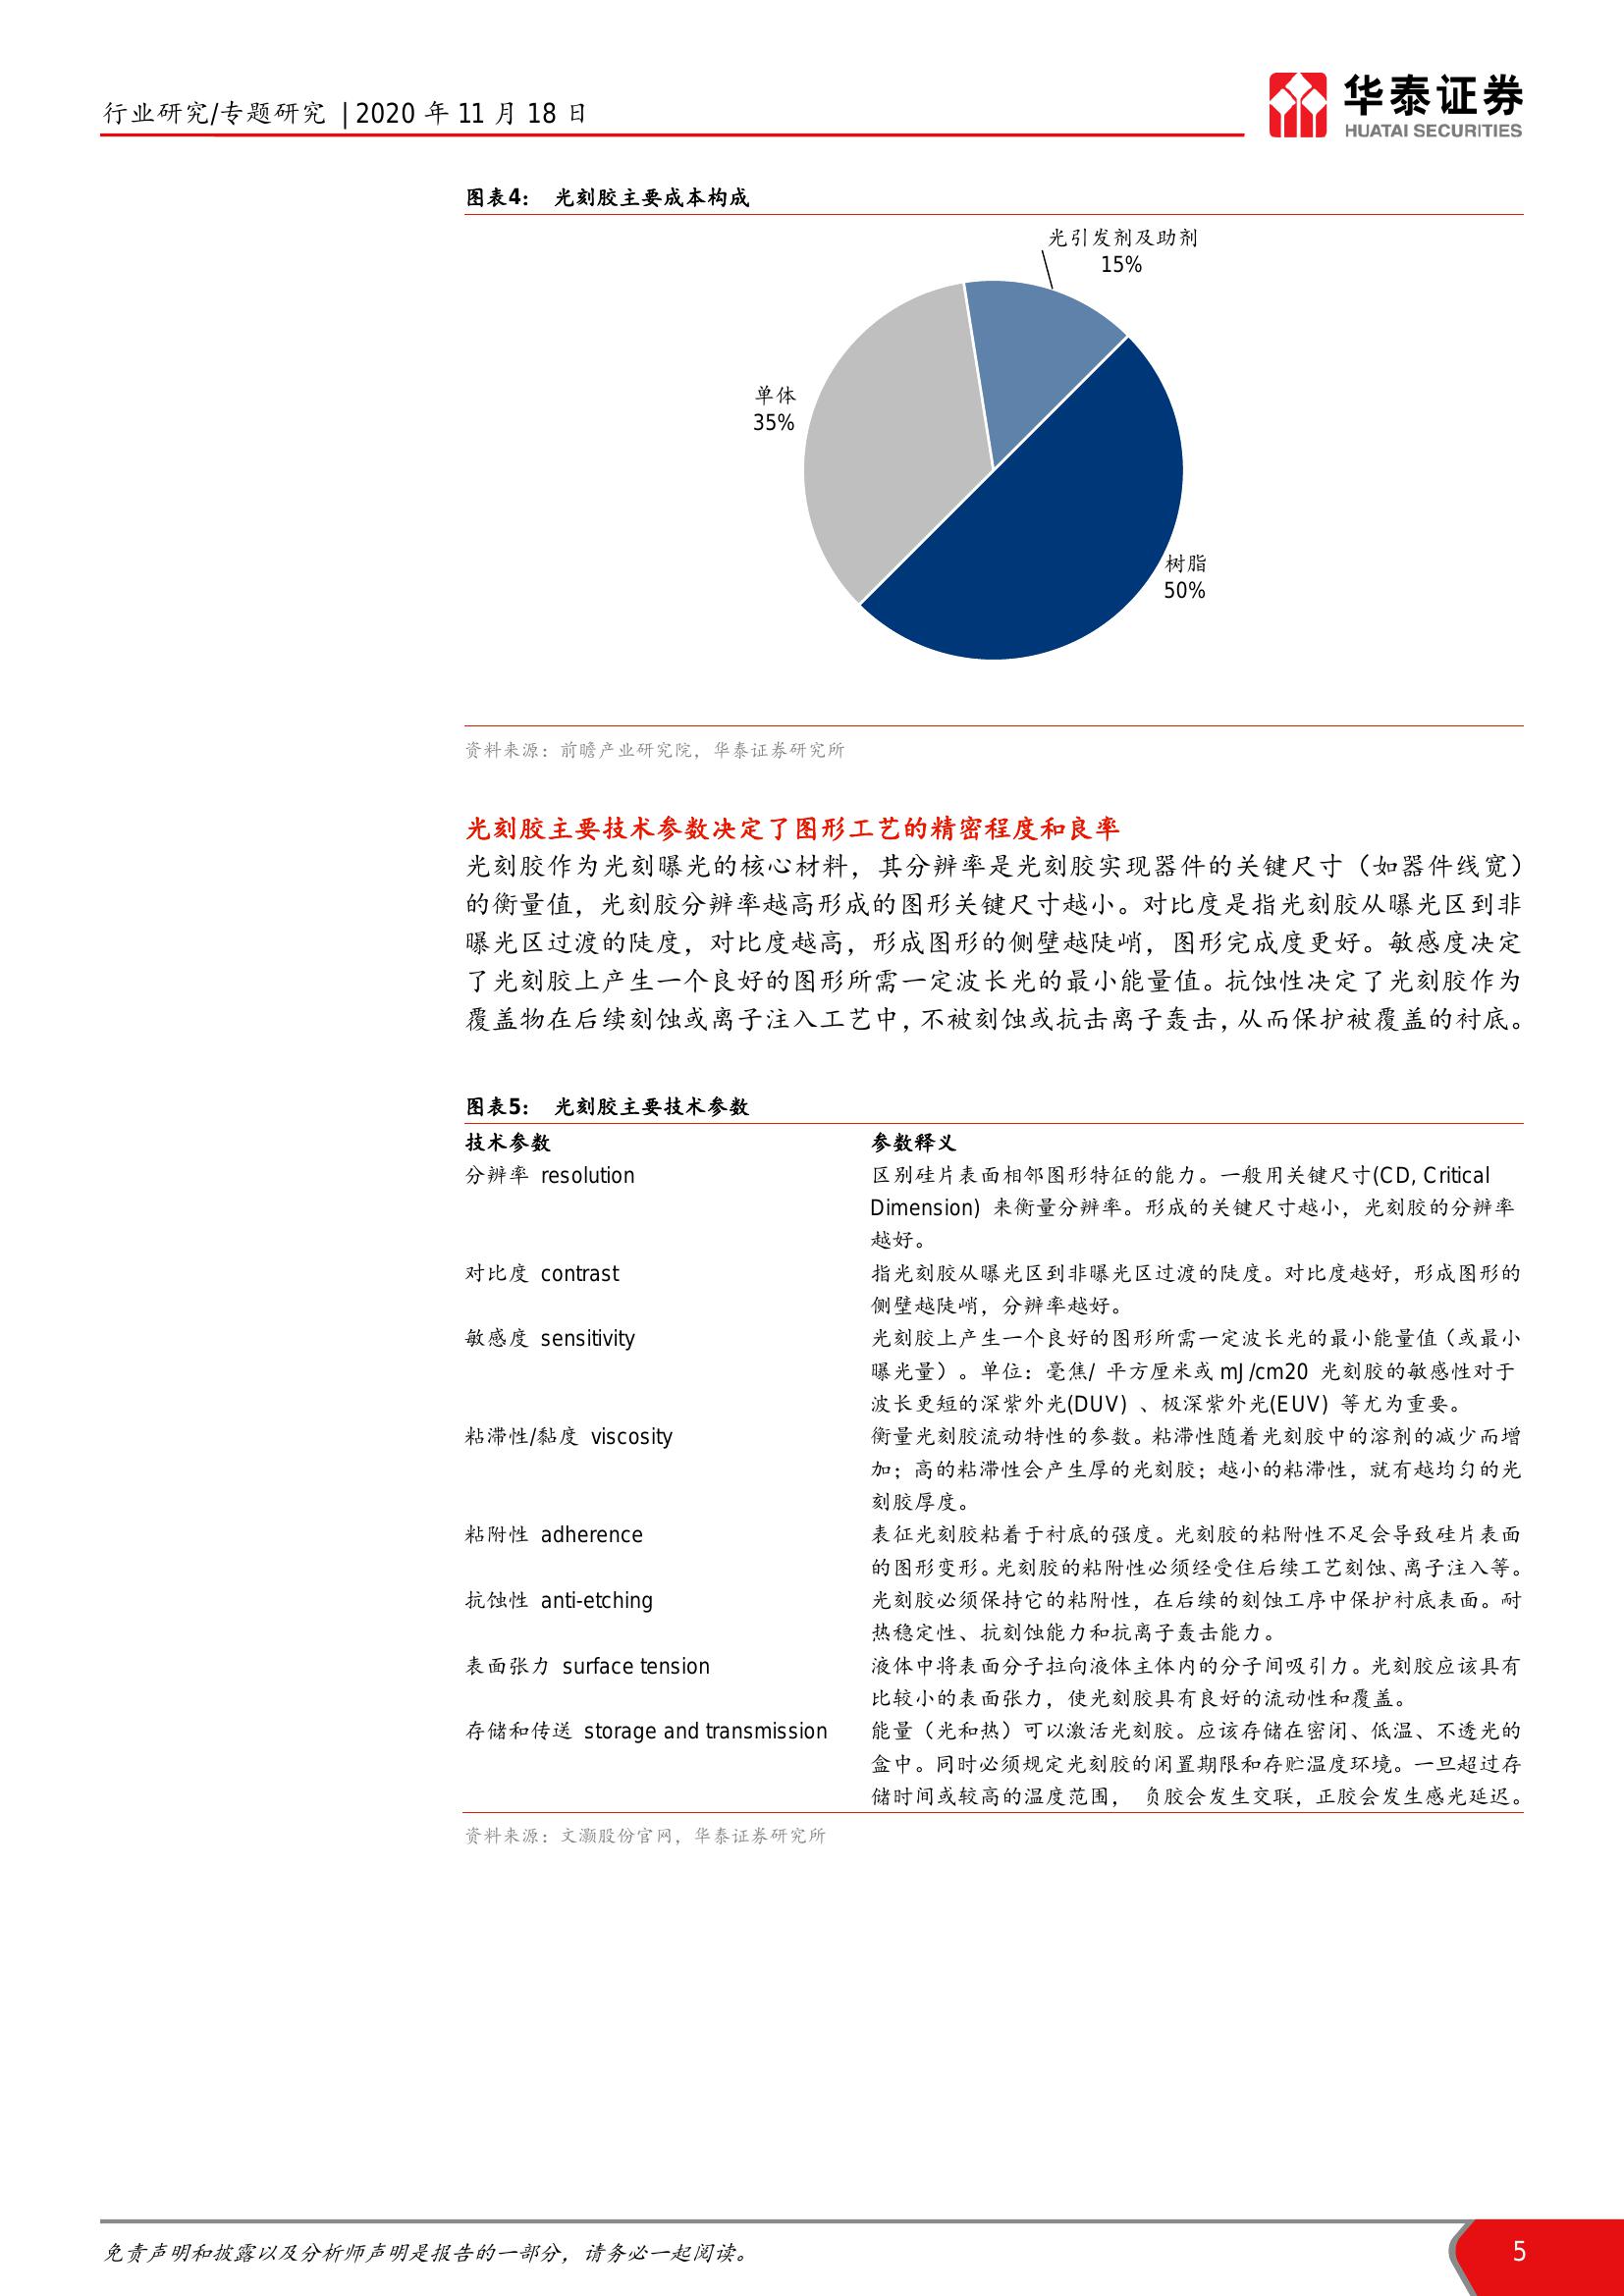 行业研究/专题研究 | 2020 年 11 月 18 日
华泰证券
HUATAI SECURITIES
图表4： 光刻胶主要成本构成
光引发剂及助剂
15%
单体
35%
树脂
50%
资料来源：前瞻产业研究院，华泰证券研究所
光刻胶主要技术参数决定了图形工艺的精密程度和良率
光刻胶作为光刻曝光的核心材料，其分辨率是光刻胶实现器件的关键尺寸（如器件线宽）
的衡量值，光刻胶分辨率越高形成的图形关键尺寸越小。对比度是指光刻胶从曝光区到非
曝光区过渡的陡度，对比度越高，形成图形的侧壁越陡峭，图形完成度更好。敏感度决定
了光刻胶上产生一个良好的图形所需一定波长光的最小能量值。抗蚀性决定了光刻胶作为
覆盖物在后续刻蚀或离子注入工艺中，不被刻蚀或抗击离子轰击，从而保护被覆盖的衬底。
图表5： 光刻胶主要技术参数
技术参数 参数释义
分辨率 resolution 区别硅片表面相邻图形特征的能力。一般用关键尺寸(CD, Critical
Dimension) 来衡量分辨率。形成的关键尺寸越小，光刻胶的分辨率
越好。
对比度 contrast 指光刻胶从曝光区到非曝光区过渡的陡度。对比度越好，形成图形的
侧壁越陡峭，分辨率越好。
敏感度 sensitivity 光刻胶上产生一个良好的图形所需一定波长光的最小能量值（或最小
曝光量）。单位：毫焦/ 平方厘米或 mJ/cm20 光刻胶的敏感性对于
波长更短的深紫外光(DUV) 、极深紫外光(EUV) 等尤为重要。
粘滞性/黏度 viscosity 衡量光刻胶流动特性的参数。粘滞性随着光刻胶中的溶剂的减少而增
加；高的粘滞性会产生厚的光刻胶；越小的粘滞性，就有越均匀的光
刻胶厚度。
粘附性 adherence 表征光刻胶粘着于衬底的强度。光刻胶的粘附性不足会导致硅片表面
的图形变形。光刻胶的粘附性必须经受住后续工艺刻蚀、离子注入等。
抗蚀性 anti-etching 光刻胶必须保持它的粘附性，在后续的刻蚀工序中保护衬底表面。耐
热稳定性、抗刻蚀能力和抗离子轰击能力。
表面张力 surface tension 液体中将表面分子拉向液体主体内的分子间吸引力。光刻胶应该具有
比较小的表面张力，使光刻胶具有良好的流动性和覆盖。
存储和传送 storage and transmission 能量（光和热）可以激活光刻胶。应该存储在密闭、低温、不透光的
盒中。同时必须规定光刻胶的闲置期限和存贮温度环境。一旦超过存
储时间或较高的温度范围， 负胶会发生交联，正胶会发生感光延迟。
资料来源：文灏股份官网，华泰证券研究所
免责声明和披露以及分析师声明是报告的一部分，请务必一起阅读。
5